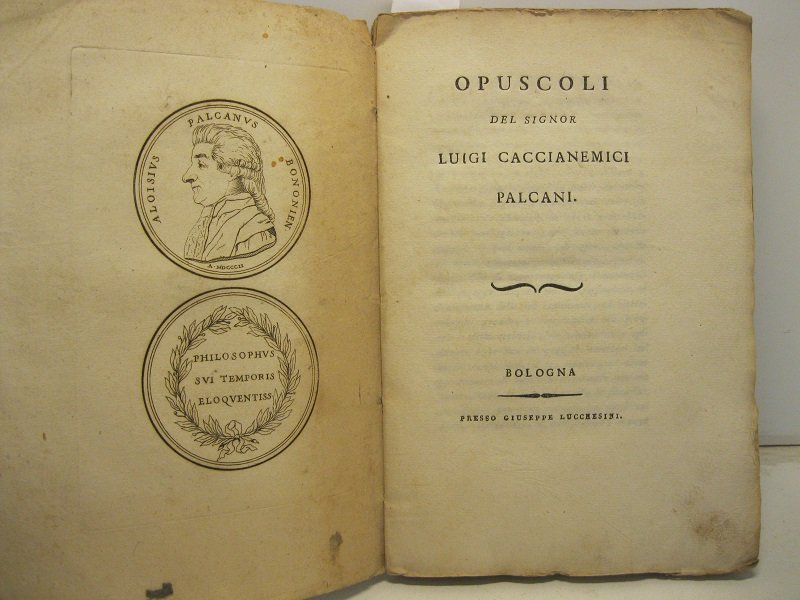 ALOISIVS PALCANVS BONONIEN
A·MDCCCII
PHILOSOPHVS
SVI TEMPORIS
ELOQVENTISS
OPUSCOLI
DEL SIGNOR
LUIGI CACCIANEMICI
PALCANI.
BOLOGNA
PRESSO GIUSEPPE LUCCHESINI.